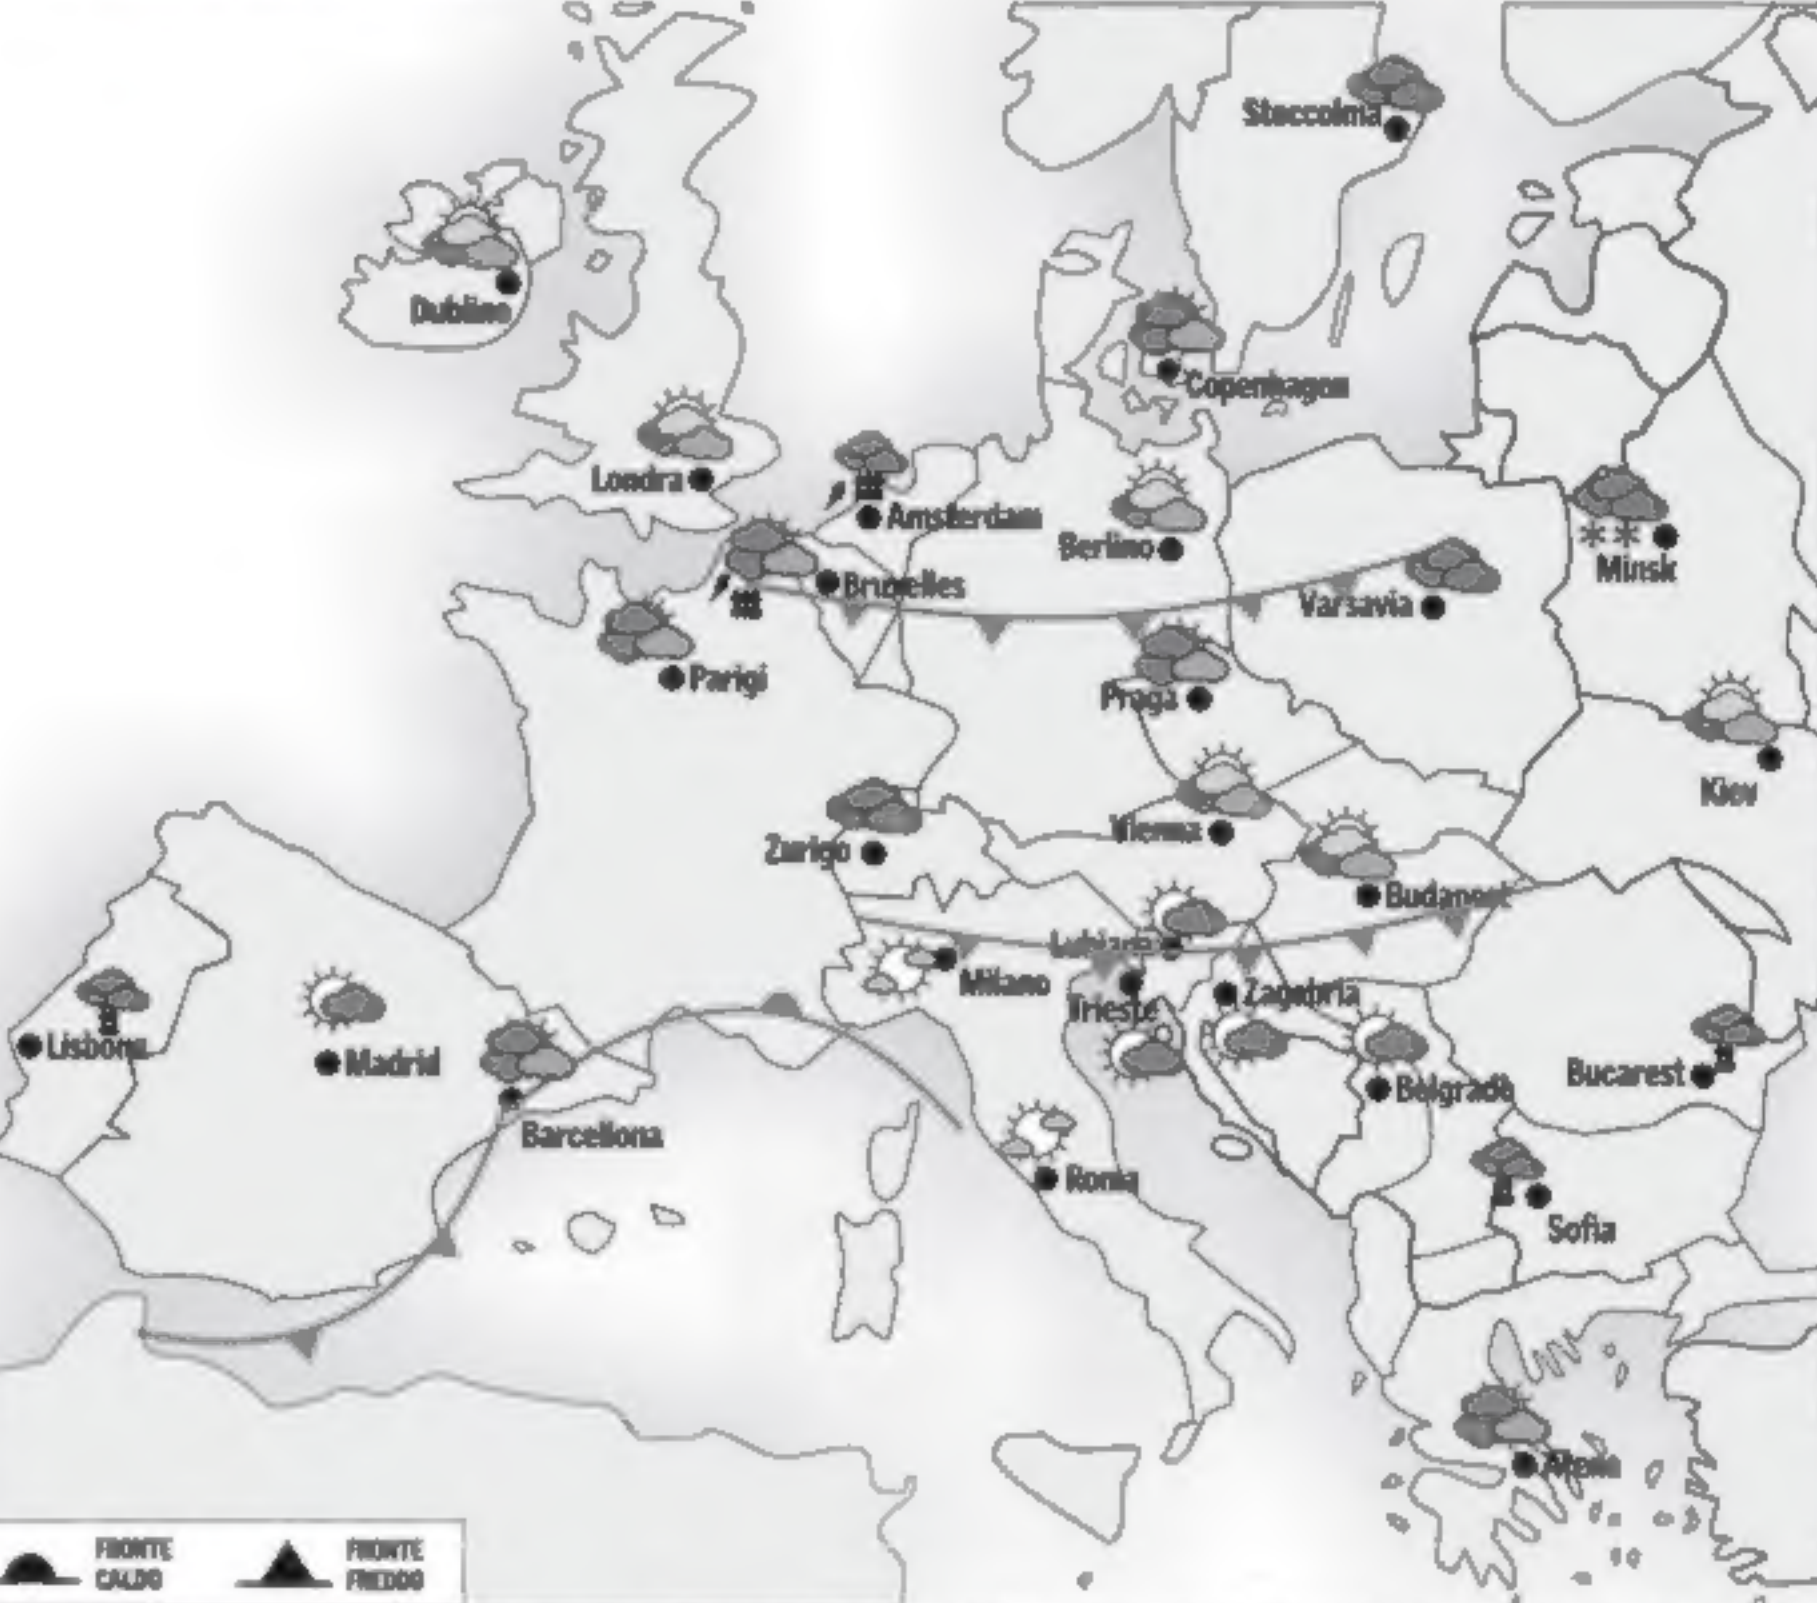 Stoccolma
Dublino
Copenhagen
Londra
Amsterdam
Berlino
Bruxelles
Minsk
Varsavia
Parigi
Praga
Kiev
Vienna
Zurigo
Budapest
Lubiana
Milano
Zagabria
Trieste
Lisbona
Madrid
Bucarest
Belgrado
Barcellona
Roma
Sofia
Atene
FRONTE
CALDO
FRONTE
FREDDO